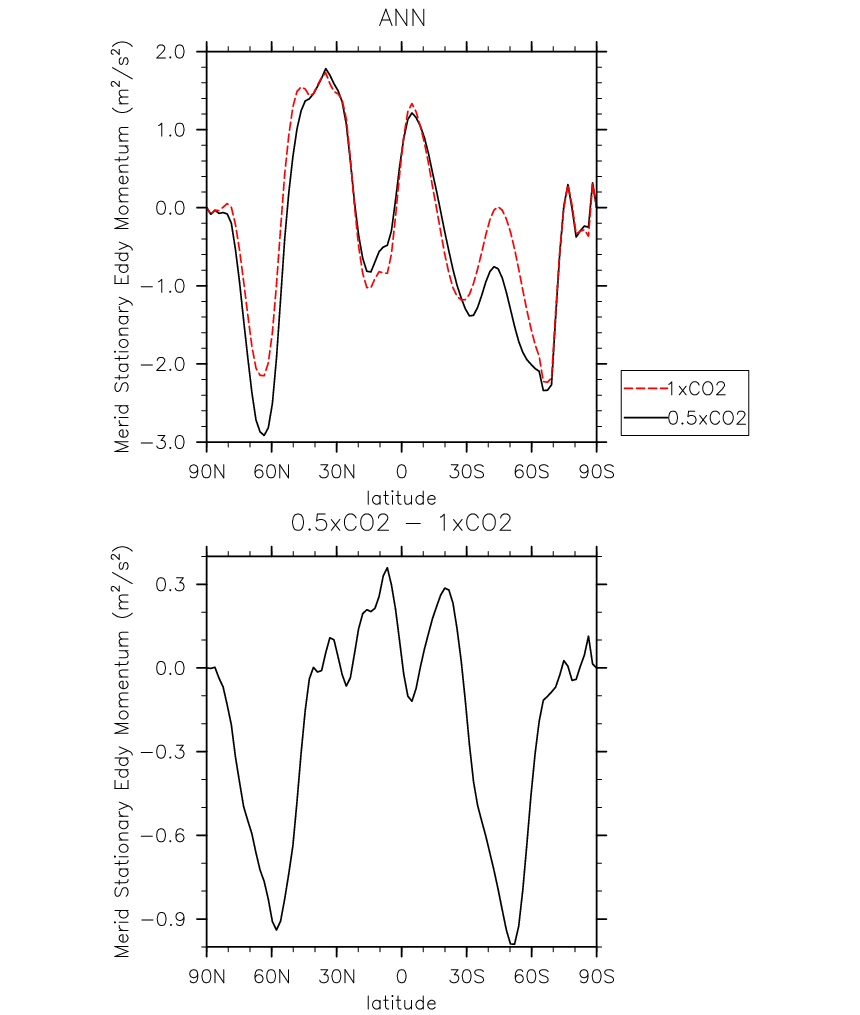 ANN
Merid Stationary Eddy Momentum (m²/s²)
2.0
1.0
0.0
−1.0
−2.0
−3.0
90N 60N 30N 0 30S 60S 90S
latitude
1xCO2
0.5xCO2
0.5xCO2 − 1xCO2
Merid Stationary Eddy Momentum (m²/s²)
0.3
0.0
−0.3
−0.6
−0.9
90N 60N 30N 0 30S 60S 90S
latitude